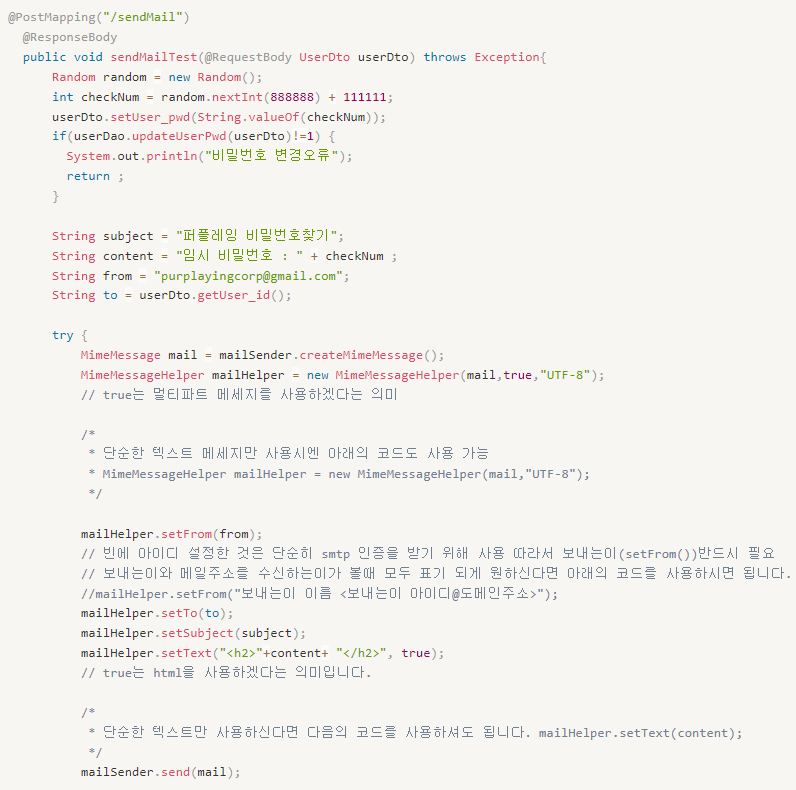 @PostMapping("/sendMail")
@ResponseBody
public void sendMailTest(@RequestBody UserDto userDto) throws Exception{
Random random = new Random();
int checkNum = random.nextInt(888888) + 111111;
userDto.setUser_pwd(String.valueOf(checkNum));
if(userDao.updateUserPwd(userDto)!=1) {
System.out.println("비밀번호 변경오류");
return ;
}
String subject = "퍼플레잉 비밀번호찾기";
String content = "임시 비밀번호 : " + checkNum ;
String from = "purplayingcorp@gmail.com";
String to = userDto.getUser_id();
try {
MimeMessage mail = mailSender.createMimeMessage();
MimeMessageHelper mailHelper = new MimeMessageHelper(mail,true,"UTF-8");
// true는 멀티파트 메세지를 사용하겠다는 의미
/*
* 단순한 텍스트 메세지만 사용시엔 아래의 코드도 사용 가능
* MimeMessageHelper mailHelper = new MimeMessageHelper(mail,"UTF-8");
*/
mailHelper.setFrom(from);
// 빈에 아이디 설정한 것은 단순히 smtp 인증을 받기 위해 사용 따라서 보내는이(setFrom())반드시 필요
// 보내는이와 메일주소를 수신하는이가 볼때 모두 표기 되게 원하신다면 아래의 코드를 사용하시면 됩니다.
//mailHelper.setFrom("보내는이 이름 <보내는이 아이디@도메인주소>");
mailHelper.setTo(to);
mailHelper.setSubject(subject);
mailHelper.setText("<h2>"+content+ "</h2>", true);
// true는 html을 사용하겠다는 의미입니다.
/*
* 단순한 텍스트만 사용하신다면 다음의 코드를 사용하셔도 됩니다. mailHelper.setText(content);
*/
mailSender.send(mail);